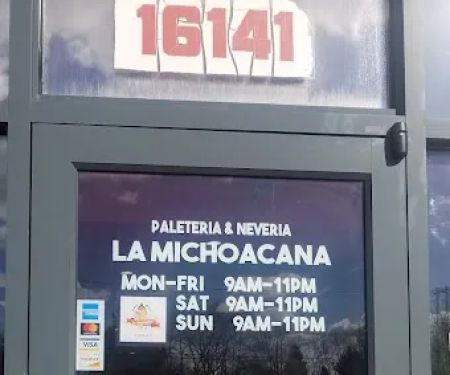 16141
PALETERIA & NEVERIA
LA MICHOACANA
MON-FRI 9AM-11PM
SAT 9AM-11PM
SUN 9AM-11PM
VISA